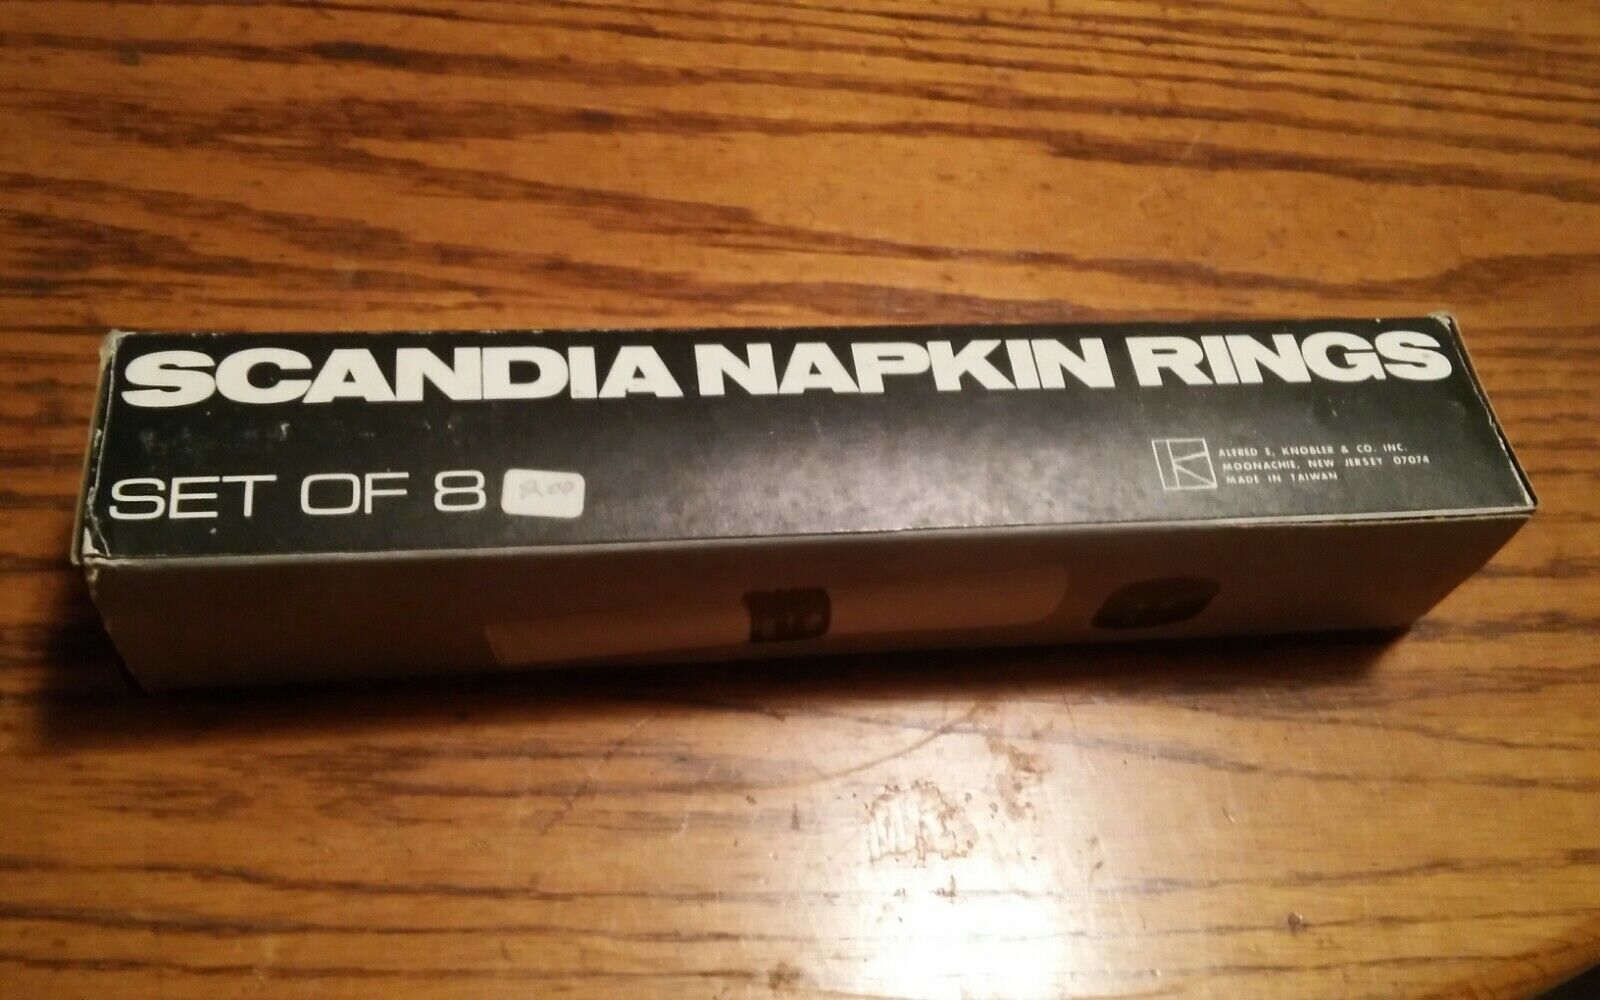 SCANDIA NAPKIN RINGS
SET OF 8
ALFRED E. KNOBLER & CO. INC.
MOONACHIE, NEW JERSEY 07074
MADE IN TAIWAN